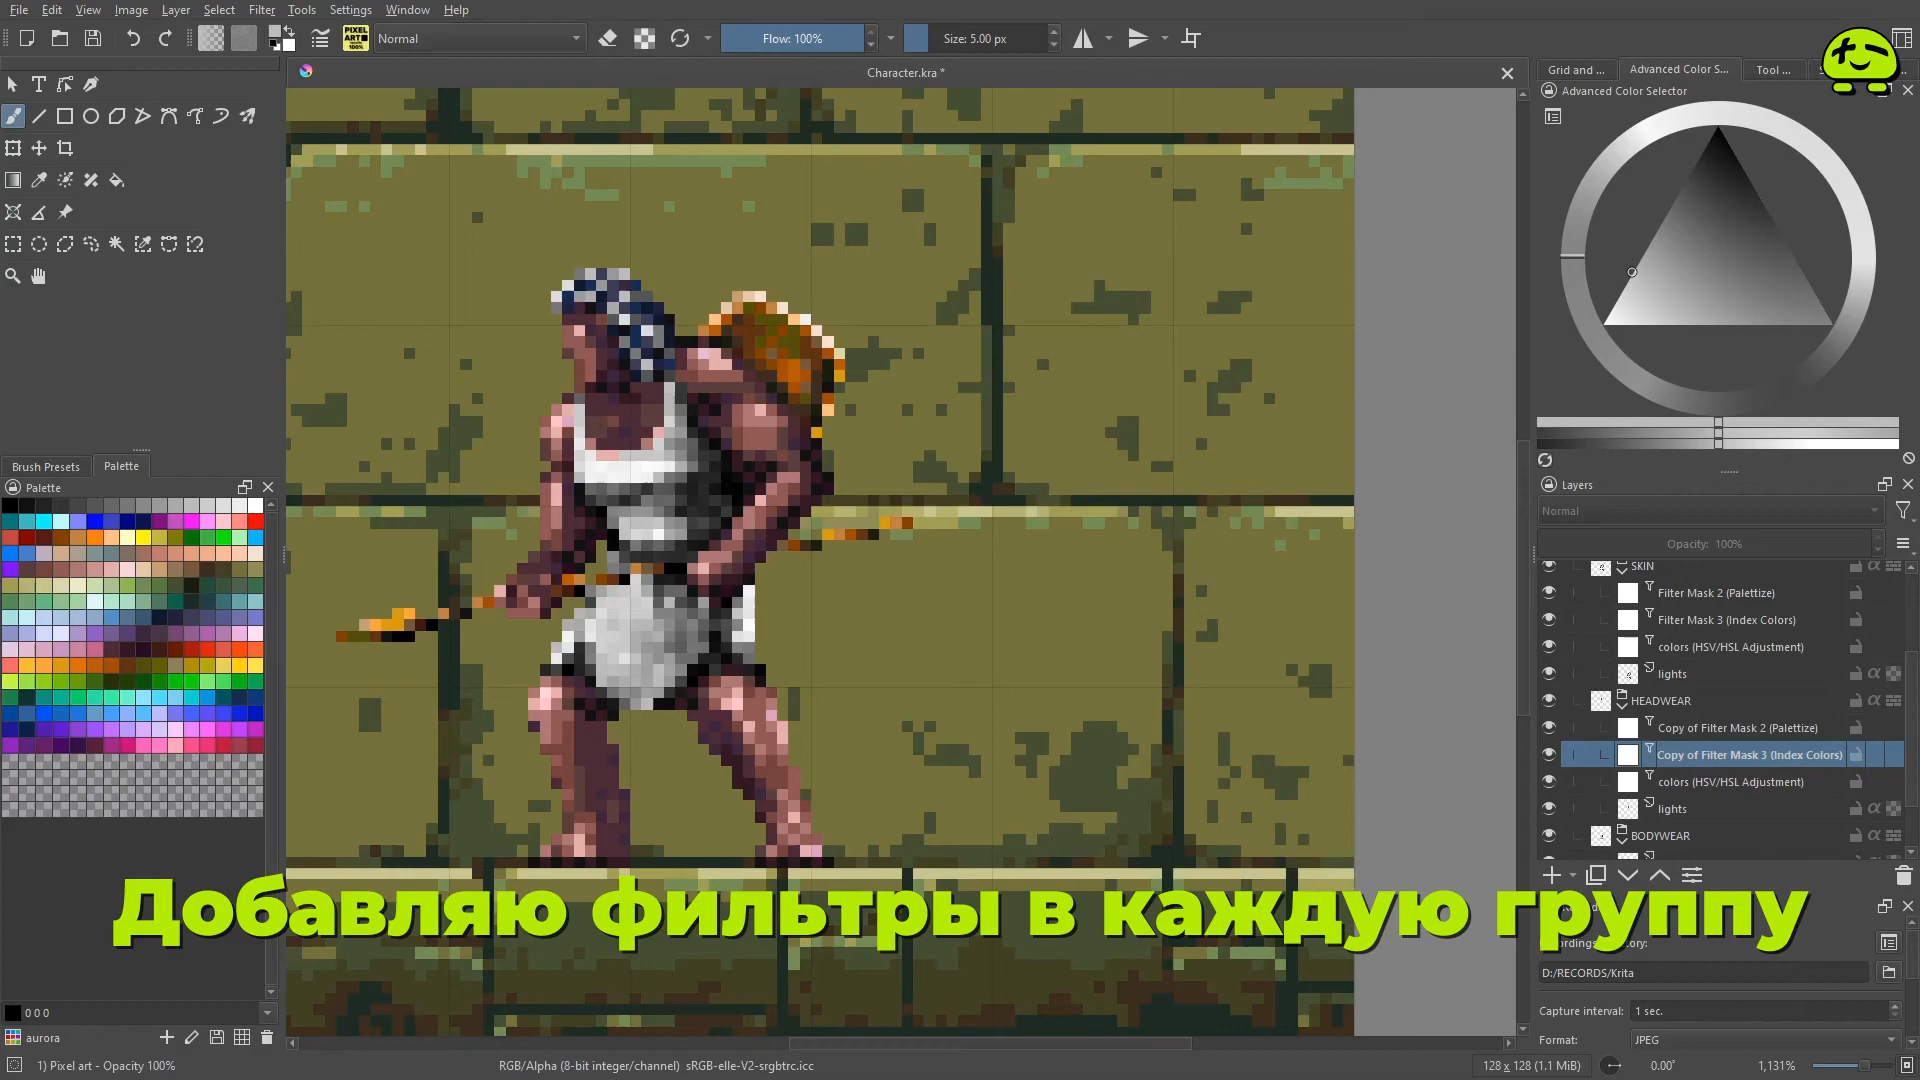 File Edit View Image Layer Select Filter Tools Settings Window Help
PIXEL ART
Normal
Flow: 100%
Size: 5.00 px
Character.kra *
Grid and ...
Advanced Color S...
Tool ...
Advanced Color Selector
Brush Presets
Palette
Palette
Layers
Normal
Opacity: 100%
SKIN
Filter Mask 2 (Palettize)
Filter Mask 3 (Index Colors)
colors (HSV/HSL Adjustment)
lights
HEADWEAR
Copy of Filter Mask 2 (Palettize)
Copy of Filter Mask 3 (Index Colors)
colors (HSV/HSL Adjustment)
lights
BODYWEAR
Добавляю фильтры в каждую группу
D:/RECORDS/Krita
Capture interval: 1 sec.
Format: JPEG
0 0 0
aurora
1) Pixel art - Opacity 100%
RGB/Alpha (8-bit integer/channel) sRGB-elle-V2-srgbtrc.icc
128 x 128 (1.1 MiB)
0.00°
1,131%